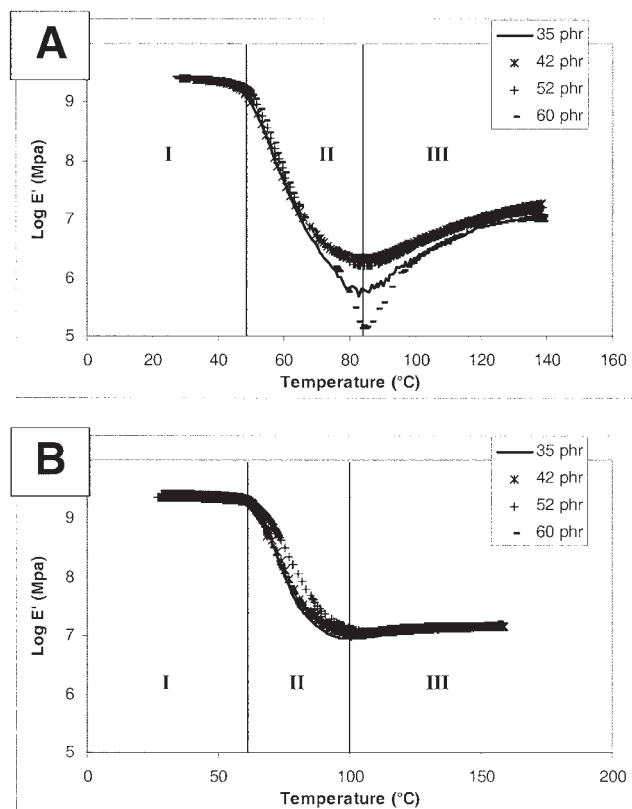 A
35 phr
42 phr
52 phr
60 phr
Log E' (Mpa)
9
8
7
6
5
I
II
III
0 20 40 60 80 100 120 140 160
Temperature (°C)
B
35 phr
42 phr
52 phr
60 phr
Log E' (Mpa)
9
8
7
6
5
I
II
III
0 50 100 150 200
Temperature (°C)